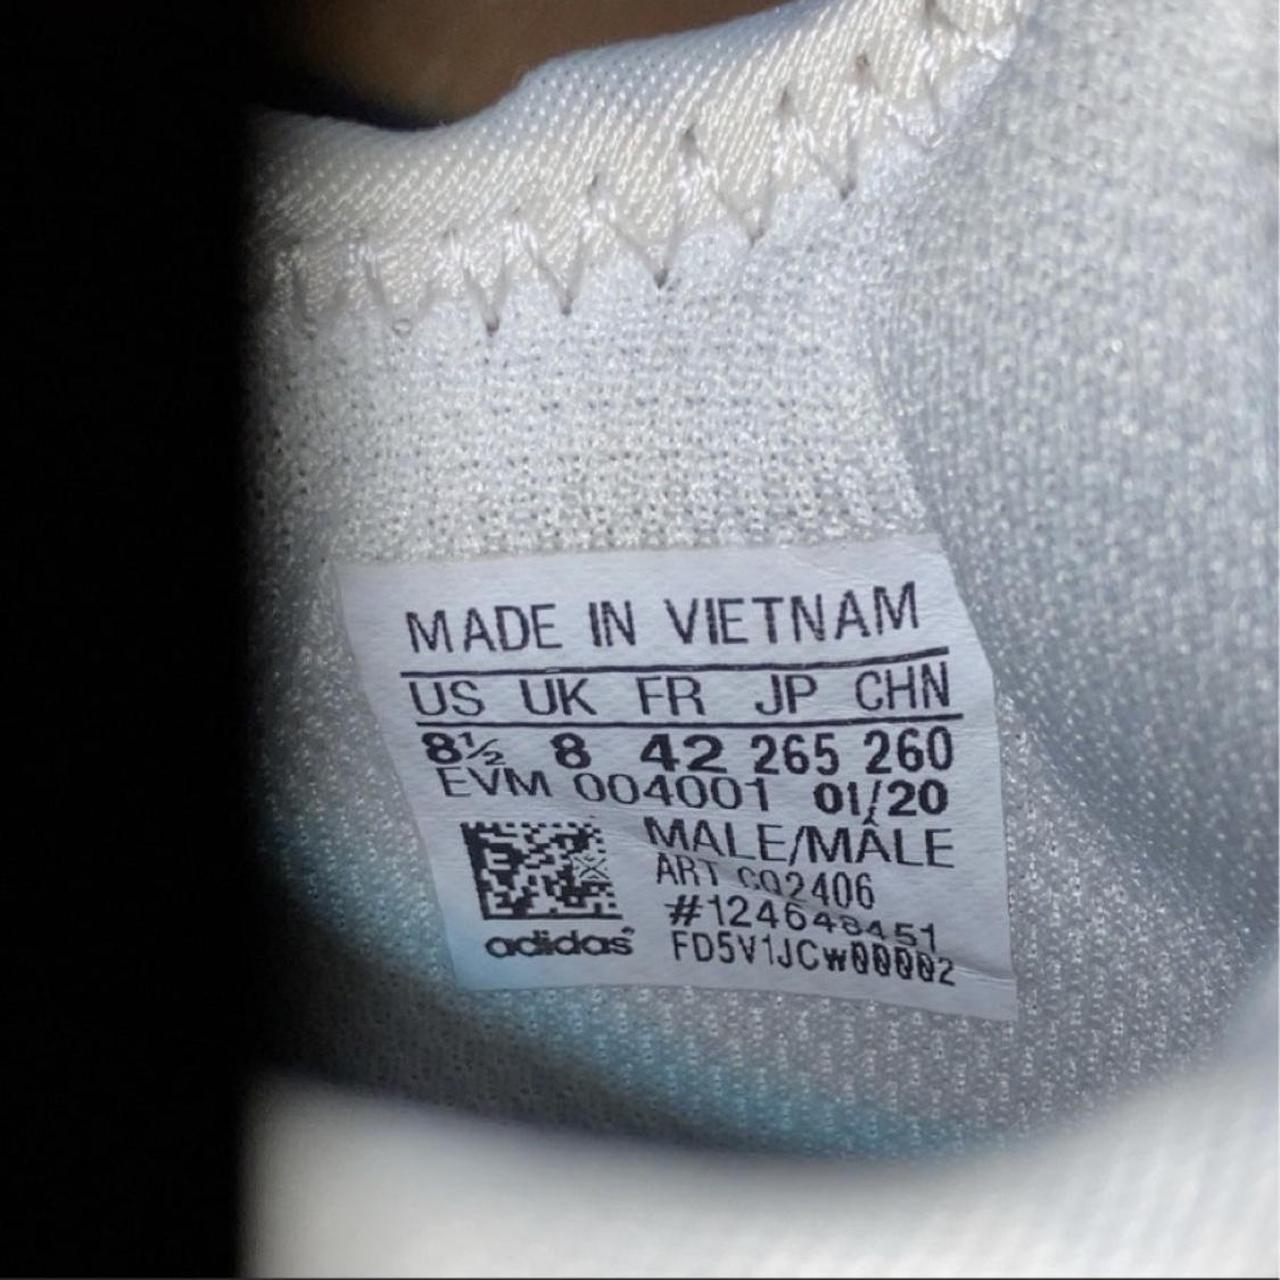 MADE IN VIETNAM
US UK FR JP CHN
8½ 8 42 265 260
EVM 004001 01/20
MALE/MÂLE
ART CQ2406
#124648451
adidas
FD5V1JCw00002